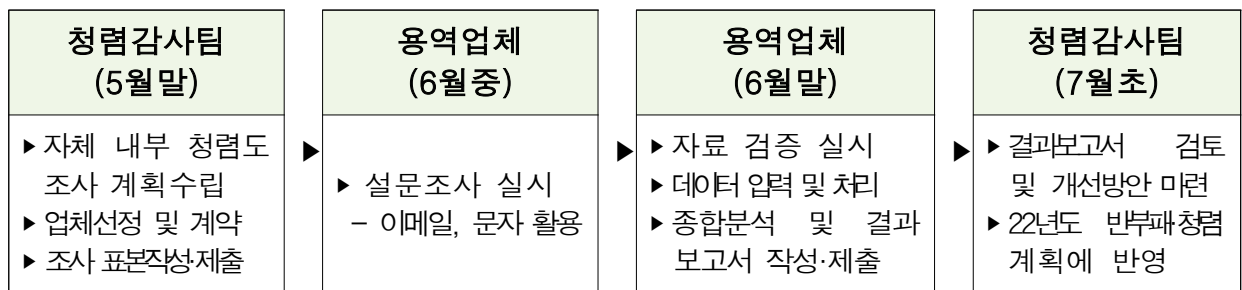 청렴감사팀
(5월말)
▶ 자체 내부 청렴도
조사 계획수립
▶ 업체선정 및 계약
▶ 조사 표본작성·제출
▶
용역업체
(6월중)
▶ 설문조사 실시
- 이메일, 문자 활용
▶
용역업체
(6월말)
▶ 자료 검증 실시
▶ 데이터 입력 및 처리
▶ 종합분석 및 결과
보고서 작성·제출
▶
청렴감사팀
(7월초)
▶ 결과보고서 검토
및 개선방안 마련
▶ 22년도 반부패·청렴
계획에 반영